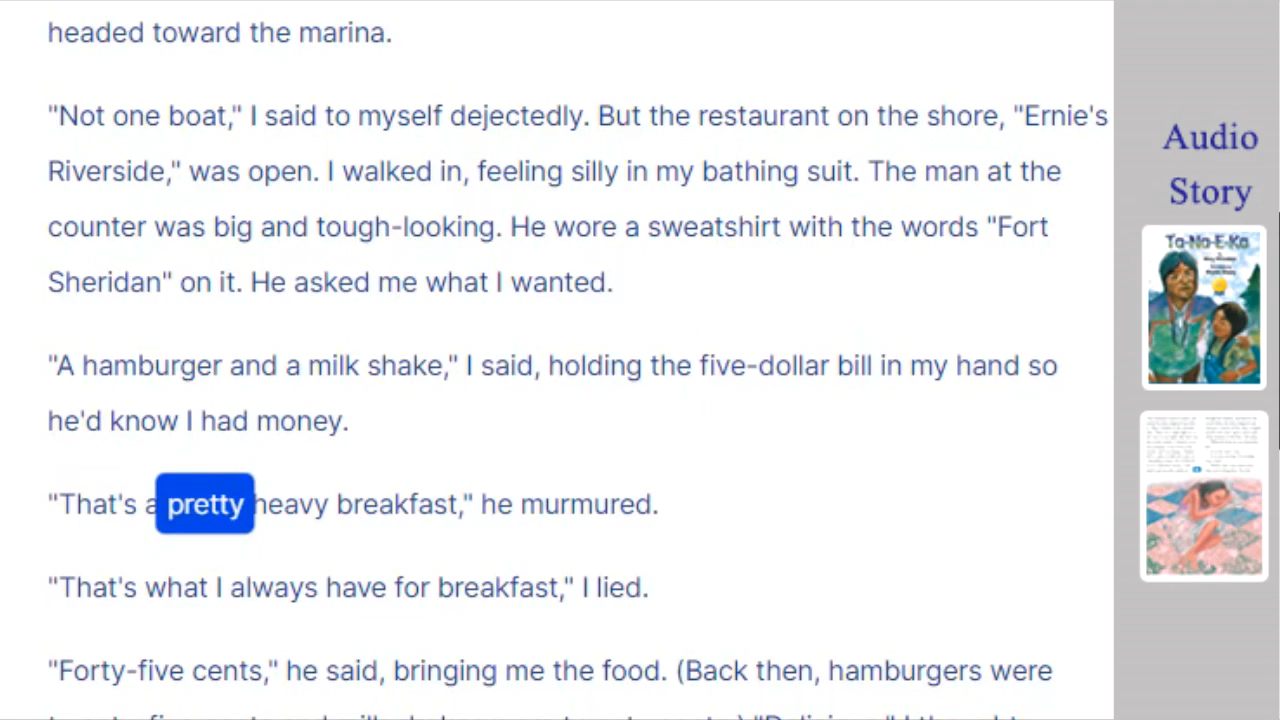 headed toward the marina.
"Not one boat," I said to myself dejectedly. But the restaurant on the shore, "Ernie's
Riverside," was open. I walked in, feeling silly in my bathing suit. The man at the
counter was big and tough-looking. He wore a sweatshirt with the words "Fort
Sheridan" on it. He asked me what I wanted.
"A hamburger and a milk shake," I said, holding the five-dollar bill in my hand so
he'd know I had money.
"That's a pretty heavy breakfast," he murmured.
"That's what I always have for breakfast," I lied.
"Forty-five cents," he said, bringing me the food. (Back then, hamburgers were
Audio
Story
Ta-Na-E-Ka